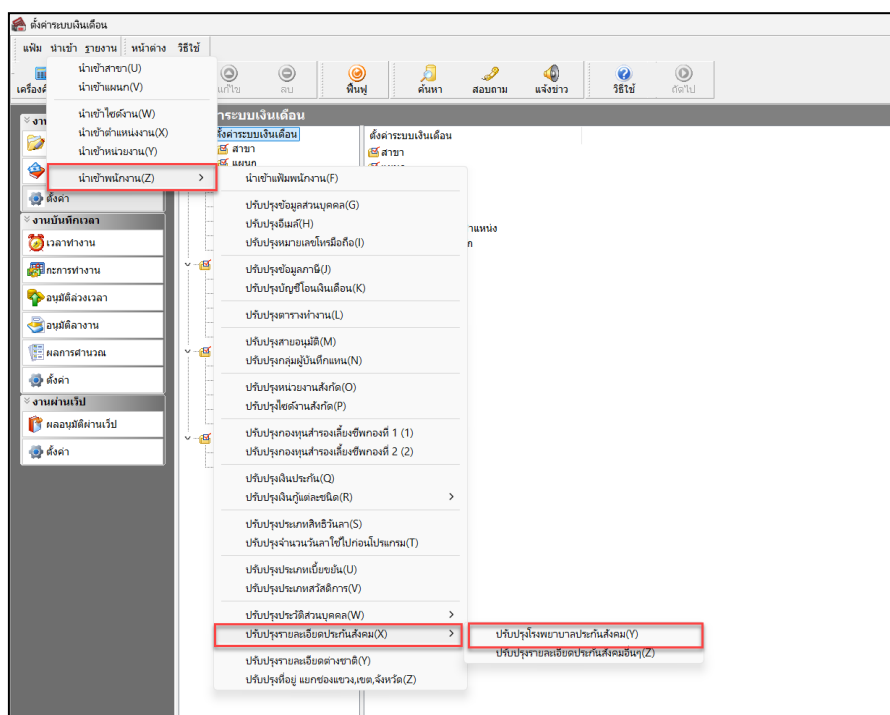 ตั้งค่าระบบเงินเดือน
แฟ้ม นำเข้า รายงาน หน้าต่าง วิธีใช้
แก้ไข ลบ ฟื้นฟู ค้นหา สอบถาม แจ้งข่าว วิธีใช้ ถัดไป
นำเข้าสาขา(U)
นำเข้าแผนก(V)
นำเข้าไซต์งาน(W)
นำเข้าตำแหน่งงาน(X)
นำเข้าหน่วยงาน(Y)
นำเข้าพนักงาน(Z)
ตั้งค่า
งานบันทึกเวลา
เวลาทำงาน
กะการทำงาน
อนุมัติล่วงเวลา
อนุมัติลางาน
ผลการคำนวณ
ตั้งค่า
งานผ่านเว็ป
ผลอนุมัติผ่านเว็ป
ตั้งค่า
ตั้งค่าระบบเงินเดือน
สาขา
แผนก
ตั้งค่าระบบเงินเดือน
สาขา
นำเข้าแฟ้มพนักงาน(F)
ปรับปรุงข้อมูลส่วนบุคคล(G)
ปรับปรุงอีเมล์(H)
ปรับปรุงหมายเลขโทรมือถือ(I)
ปรับปรุงข้อมูลภาษี(J)
ปรับปรุงบัญชีโอนเงินเดือน(K)
ปรับปรุงตารางทำงาน(L)
ปรับปรุงสายอนุมัติ(M)
ปรับปรุงกลุ่มผู้บันทึกแทน(N)
ปรับปรุงหน่วยงานสังกัด(O)
ปรับปรุงไซต์งานสังกัด(P)
ปรับปรุงกองทุนสำรองเลี้ยงชีพกองที่ 1 (1)
ปรับปรุงกองทุนสำรองเลี้ยงชีพกองที่ 2 (2)
ปรับปรุงเงินประกัน(Q)
ปรับปรุงเงินกู้แต่ละชนิด(R)
ปรับปรุงประเภทสิทธิวันลา(S)
ปรับปรุงจำนวนวันลาใช้ไปก่อนโปรแกรม(T)
ปรับปรุงประเภทเบี้ยขยัน(U)
ปรับปรุงประเภทสวัสดิการ(V)
ปรับปรุงประวัติส่วนบุคคล(W)
ปรับปรุงรายละเอียดประกันสังคม(X)
ปรับปรุงรายละเอียดต่างชาติ(Y)
ปรับปรุงที่อยู่ แยกช่องแขวง,เขต,จังหวัด(Z)
ปรับปรุงโรงพยาบาลประกันสังคม(Y)
ปรับปรุงรายละเอียดประกันสังคมอื่นๆ(Z)